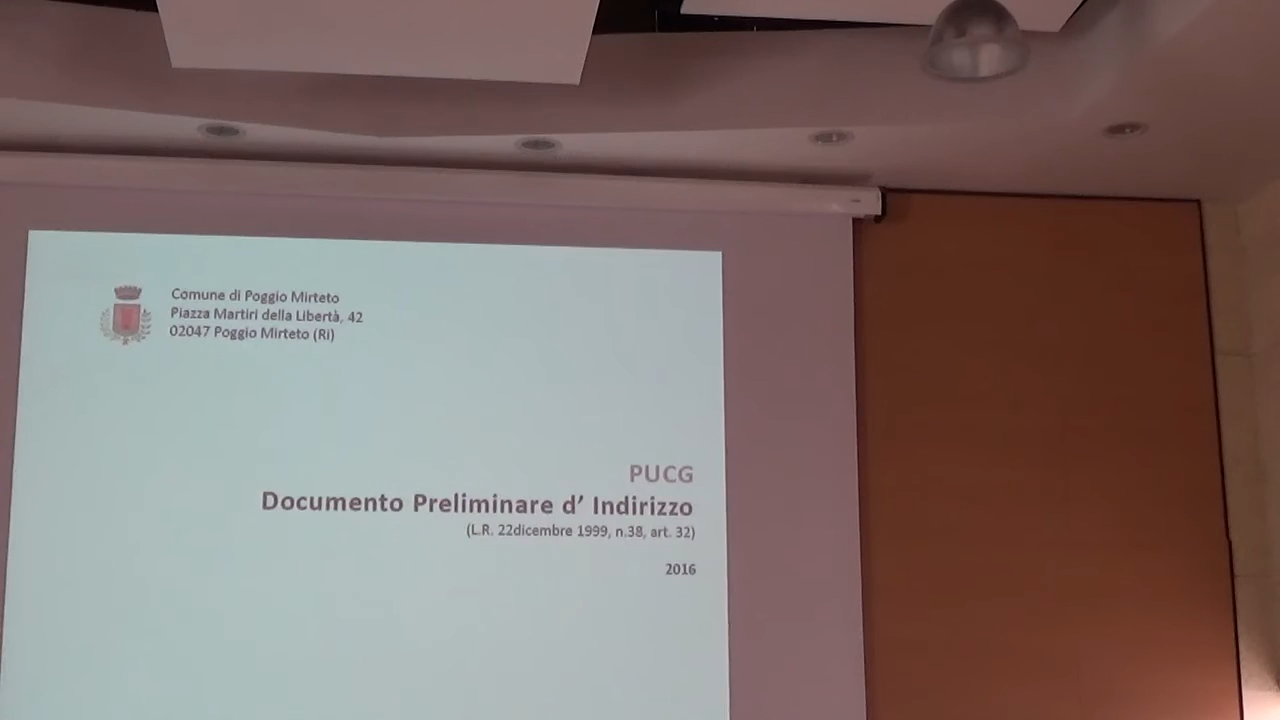 Comune di Poggio Mirteto
Piazza Martiri della Libertà, 42
02047 Poggio Mirteto (Ri)
PUCG
Documento Preliminare d' Indirizzo
(L.R. 22dicembre 1999, n.38, art. 32)
2016